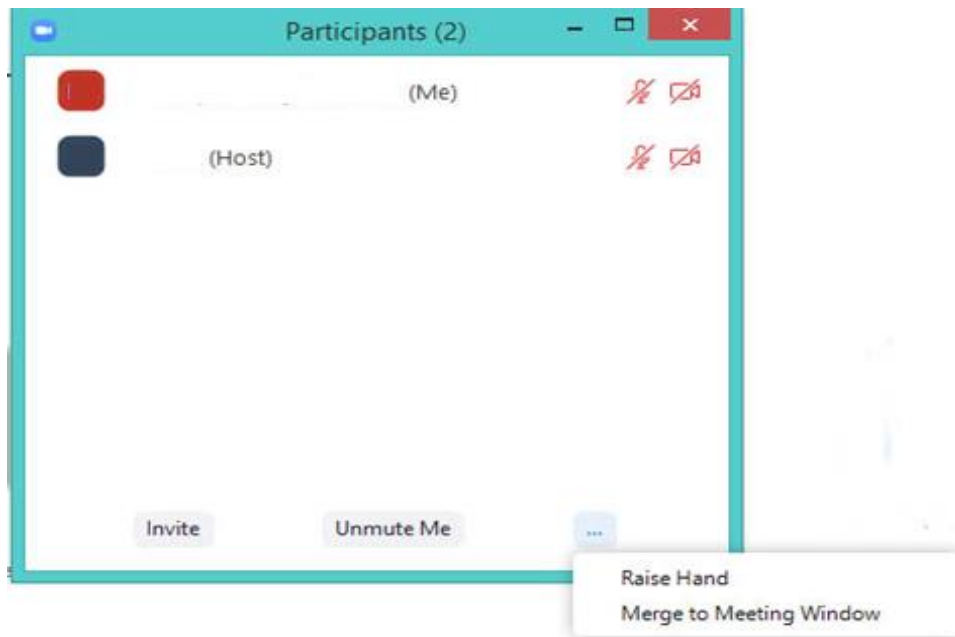 Participants (2)
(Me)
(Host)
Invite Unmute Me ...
Raise Hand
Merge to Meeting Window